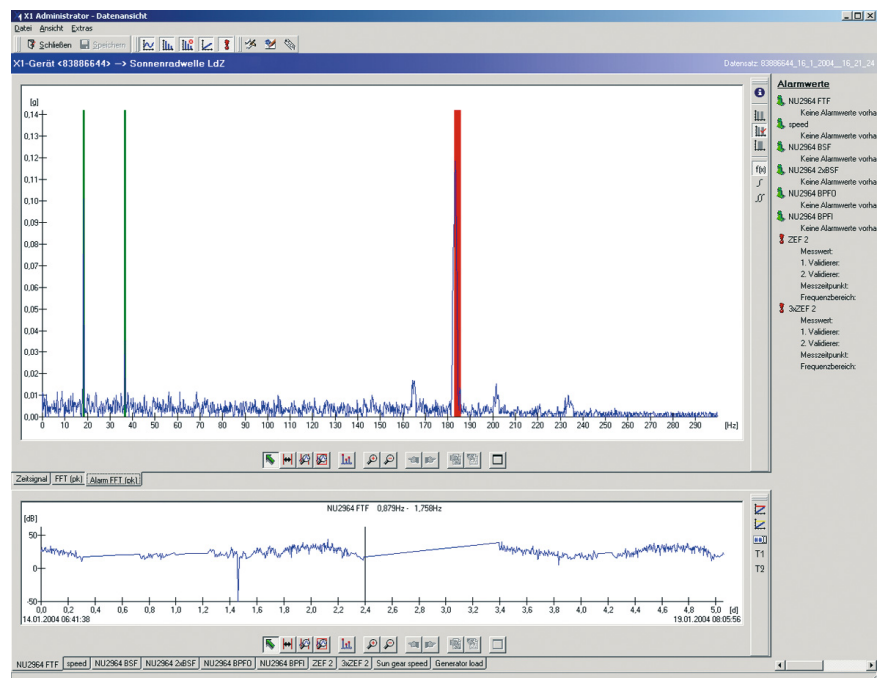 X1 Administrator - Datenansicht
Datei Ansicht Extras
Schließen Speichern
X1-Gerät <83886644> --> Sonnenradwelle LdZ
Datensatz: 83886644_16_1_2004__16_21_24
[g]
0,14
0,13
0,12
0,11
0,10
0,09
0,08
0,07
0,06
0,05
0,04
0,03
0,02
0,01
0,00
0 10 20 30 40 50 60 70 80 90 100 110 120 130 140 150 160 170 180 190 200 210 220 230 240 250 260 270 280 290 [Hz]
f(x)
Alarmwerte
NU2964 FTF
Keine Alarmwerte vorha
speed
Keine Alarmwerte vorha
NU2964 BSF
Keine Alarmwerte vorha
NU2964 2xBSF
Keine Alarmwerte vorha
NU2964 BPFO
Keine Alarmwerte vorha
NU2964 BPFI
Keine Alarmwerte vorha
ZEF 2
Messwert:
1. Validierer:
2. Validierer:
Messzeitpunkt:
Frequenzbereich:
3xZEF 2
Messwert:
1. Validierer:
2. Validierer:
Messzeitpunkt:
Frequenzbereich:
Zeitsignal FFT (pk) Alarm FFT (pk)
NU2964 FTF 0,879Hz - 1,758Hz
[dB]
50
0
-50
0,0 0,2 0,4 0,6 0,8 1,0 1,2 1,4 1,6 1,8 2,0 2,2 2,4 2,6 2,8 3,0 3,2 3,4 3,6 3,8 4,0 4,2 4,4 4,6 4,8 5,0 [d]
14.01.2004 06:41:38
19.01.2004 08:05:56
T1
T2
NU2964 FTF speed NU2964 BSF NU2964 2xBSF NU2964 BPFO NU2964 BPFI ZEF 2 3xZEF 2 Sun gear speed Generator load